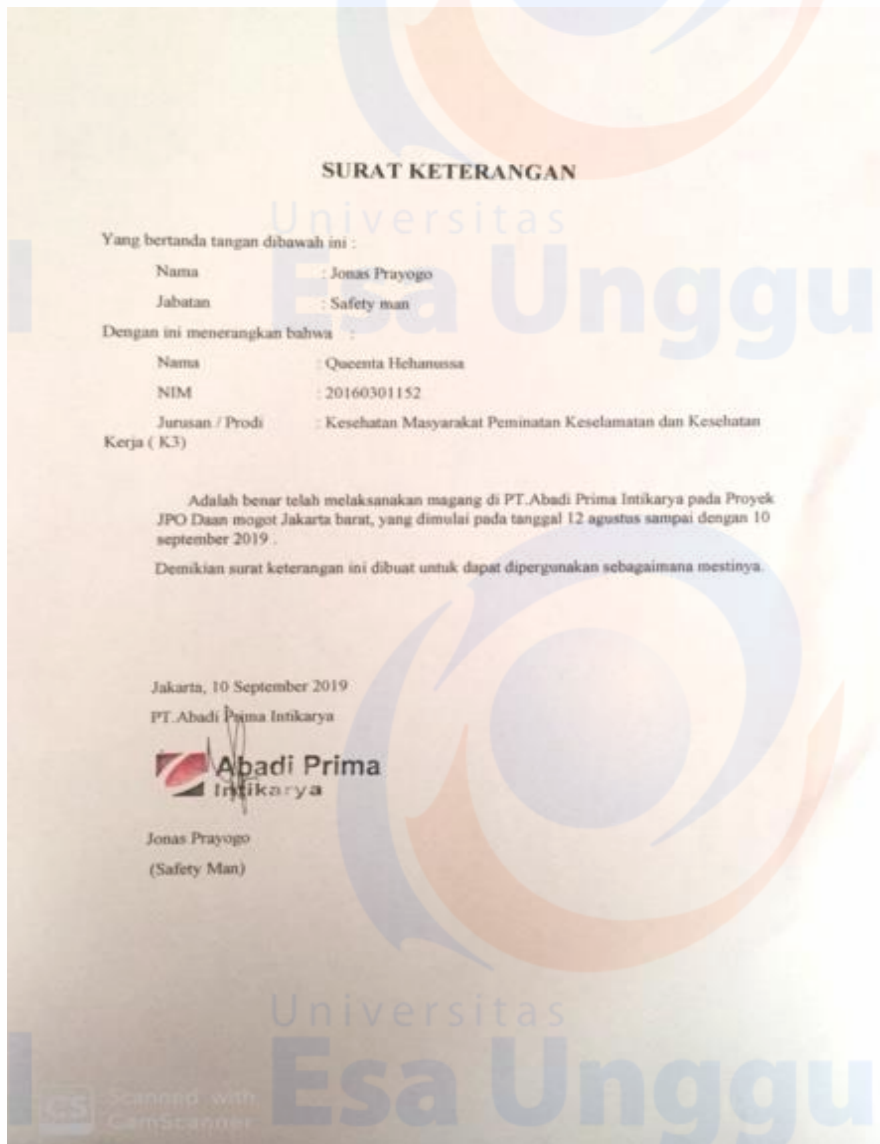 SURAT KETERANGAN
Universitas
Esa Unggu
Yang bertanda tangan dibawah ini :
Nama : Jonas Prayogo
Jabatan : Safety man
Dengan ini menerangkan bahwa :
Nama : Queenta Hehanussa
NIM : 20160301152
Jurusan / Prodi : Kesehatan Masyarakat Peminatan Keselamatan dan Kesehatan
Kerja ( K3)
Adalah benar telah melaksanakan magang di PT.Abadi Prima Intikarya pada Proyek
JPO Daan mogot Jakarta barat, yang dimulai pada tanggal 12 agustus sampai dengan 10
september 2019 .
Demikian surat keterangan ini dibuat untuk dapat dipergunakan sebagaimana mestinya.
Jakarta, 10 September 2019
PT.Abadi Prima Intikarya
Abadi Prima
Intikarya
Jonas Prayogo
(Safety Man)
Universitas
Esa Unggu
CS Scanned with
CamScanner